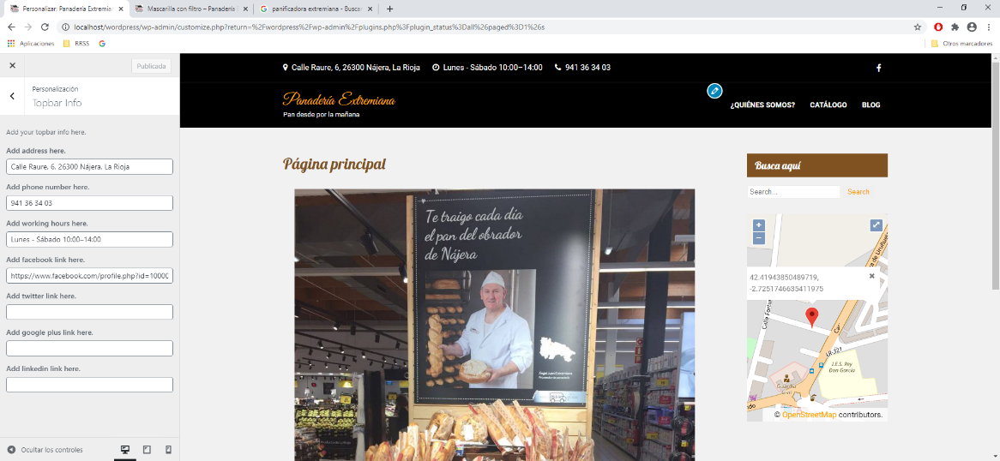 Personalizar: Panadería Extremia
Mascarilla con filtro – Panadería
panificadora extremiana - Busca
localhost/wordpress/wp-admin/customize.php?return=%2Fwordpress%2Fwp-admin%2Fplugins.php%3Fplugin_status%3Dall%26paged%3D1%26s
Aplicaciones
RRSS
Otros marcadores
Publicada
Personalización
Topbar Info
Add your topbar info here.
Add address here.
Calle Raure, 6, 26300 Nájera, La Rioja
Add phone number here.
941 36 34 03
Add working hours here.
Lunes - Sábado 10:00–14:00
Add facebook link here.
https://www.facebook.com/profile.php?id=1000C
Add twitter link here.
Add google plus link here.
Add linkedin link here.
Ocultar los controles
Calle Raure, 6, 26300 Nájera, La Rioja
Lunes - Sábado 10:00–14:00
941 36 34 03
Panadería Extremiana
Pan desde por la mañana
¿QUIÉNES SOMOS?
CATÁLOGO
BLOG
Página principal
Te traigo cada día
el pan del obrador
de Nájera
Busca aquí
Search...
Search
+
−
42.41943850489719,
-2.7251746635411975
Calle Fortu
Car
LR-321
I.E.S. Rey
Don García
Guardia
Civil
© OpenStreetMap contributors.